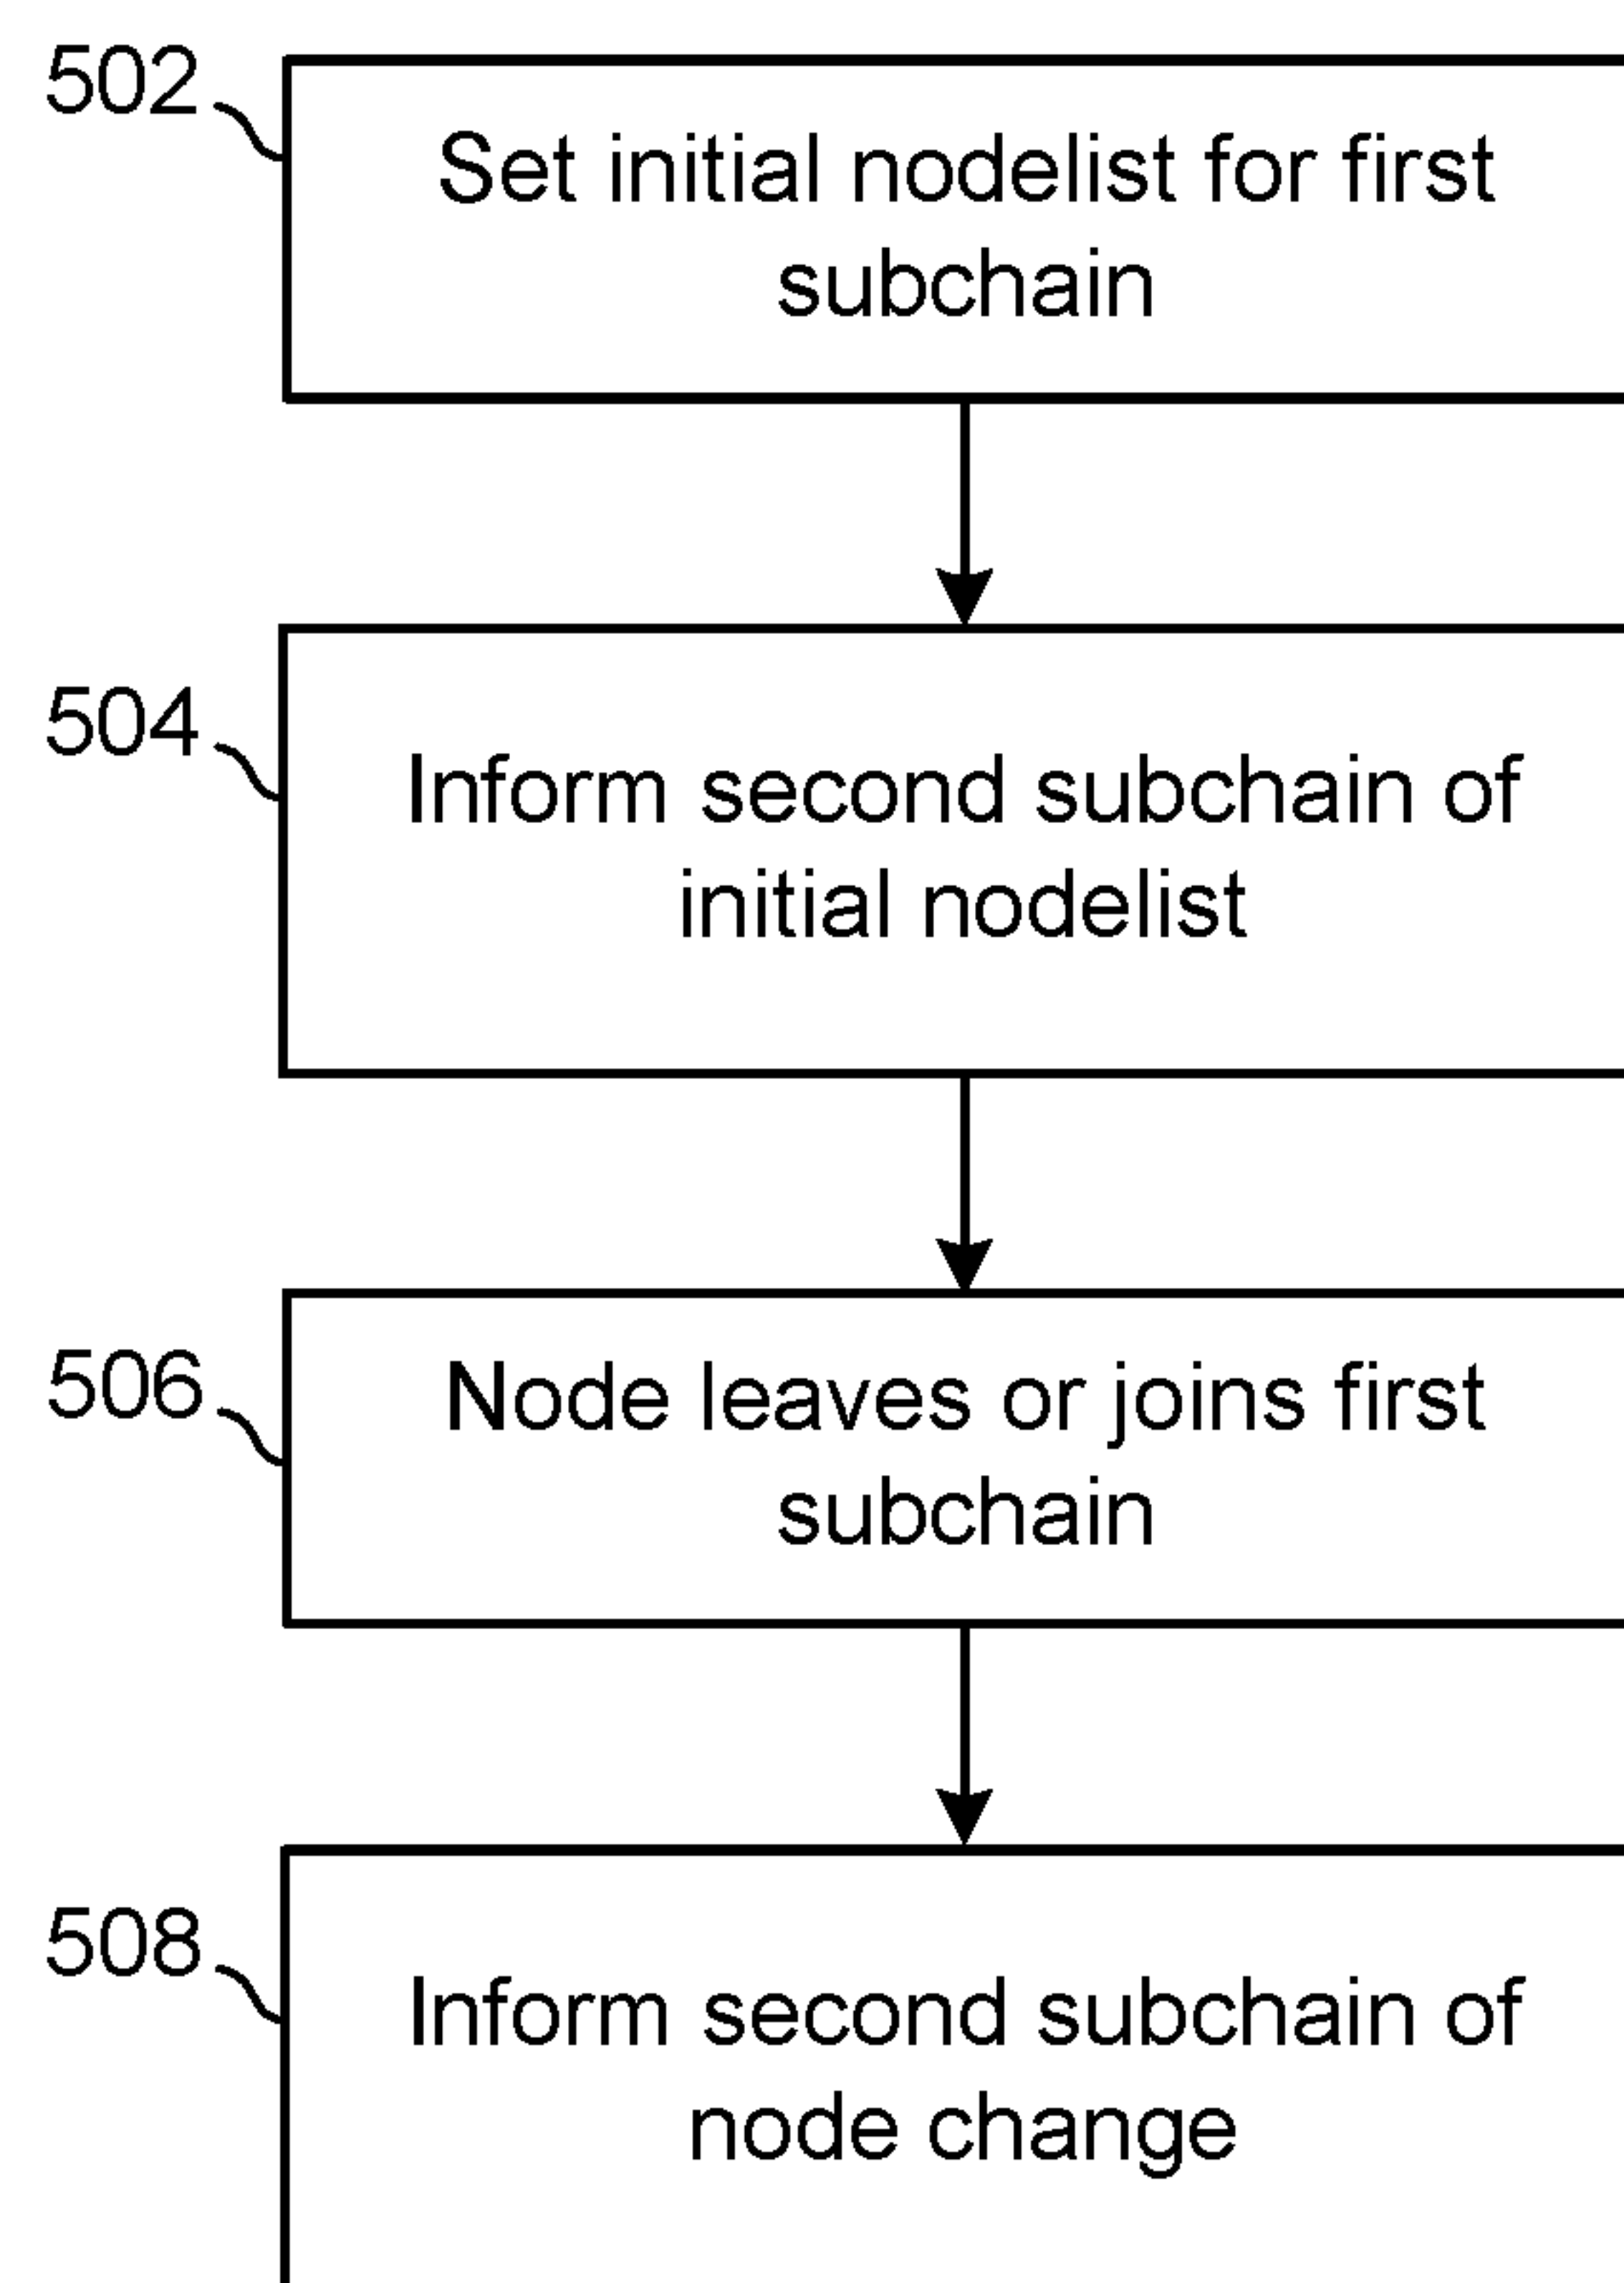 502
Set initial nodelist for first
subchain
504
Inform second subchain of
initial nodelist
506
Node leaves or joins first
subchain
508
Inform second subchain of
node change